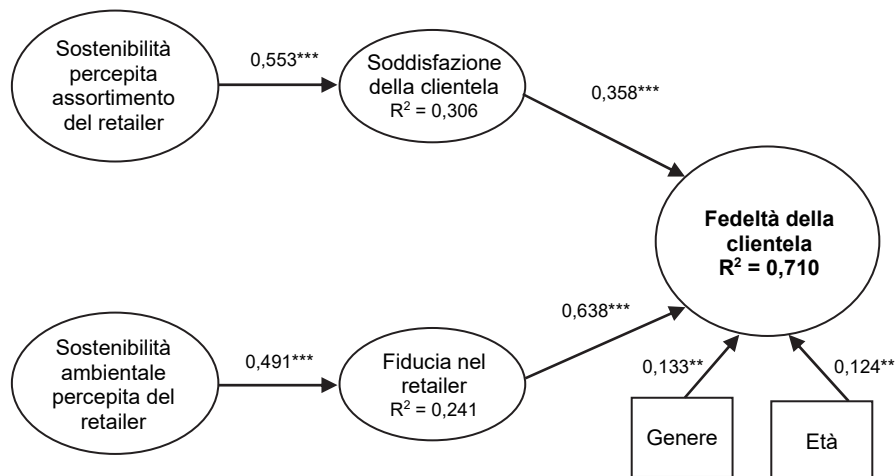 Sostenibilità
percepita
assortimento
del retailer
0,553***
Soddisfazione
della clientela
R² = 0,306
0,358***
Fedeltà della
clientela
R² = 0,710
Sostenibilità
ambientale
percepita del
retailer
0,491***
Fiducia nel
retailer
R² = 0,241
0,638***
0,133**
0,124**
Genere
Età